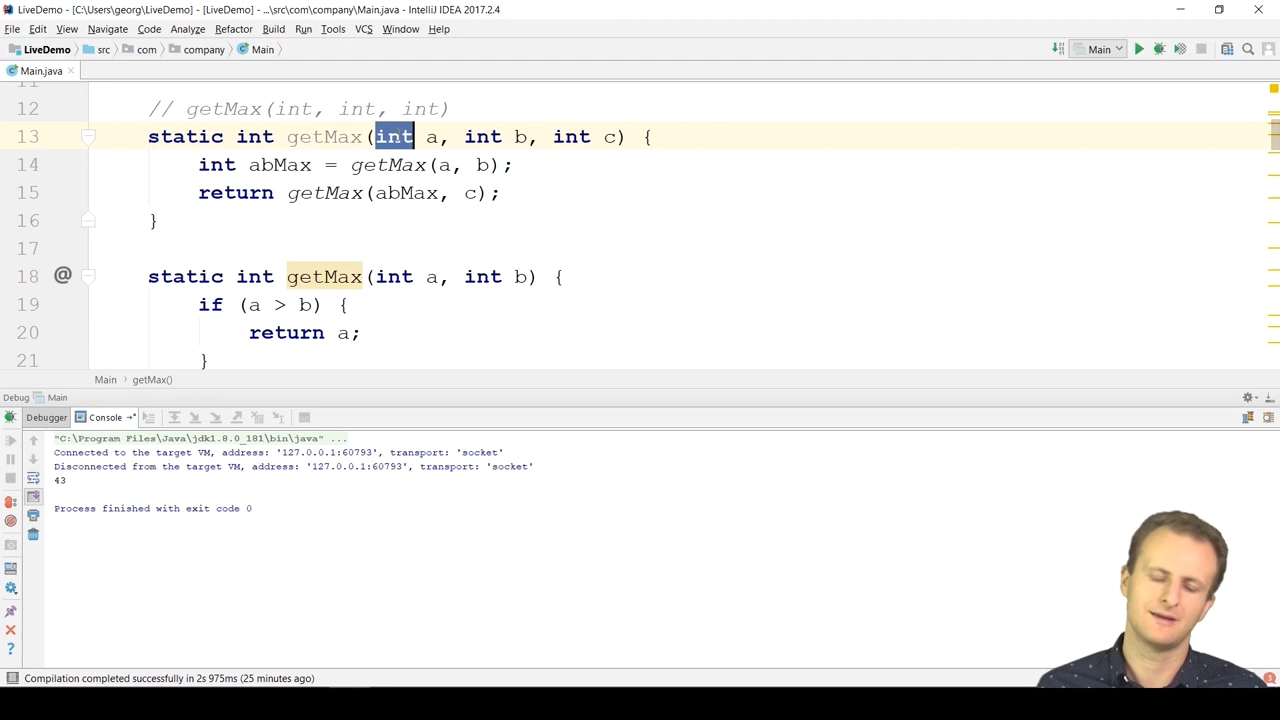 LiveDemo - [C:\Users\georg\LiveDemo] - [LiveDemo] - ...\src\com\company\Main.java - IntelliJ IDEA 2017.2.4
File Edit View Navigate Code Analyze Refactor Build Run Tools VCS Window Help
LiveDemo src com company Main Main
Main.java
11
12 // getMax(int, int, int)
13 static int getMax(int a, int b, int c) {
14 int abMax = getMax(a, b);
15 return getMax(abMax, c);
16 }
17
18 @ static int getMax(int a, int b) {
19 if (a > b) {
20 return a;
21 }
Main getMax()
Debug Main
Debugger Console
"C:\Program Files\Java\jdk1.8.0_181\bin\java" ...
Connected to the target VM, address: '127.0.0.1:60793', transport: 'socket'
Disconnected from the target VM, address: '127.0.0.1:60793', transport: 'socket'
43
Process finished with exit code 0
Compilation completed successfully in 2s 975ms (25 minutes ago)
3